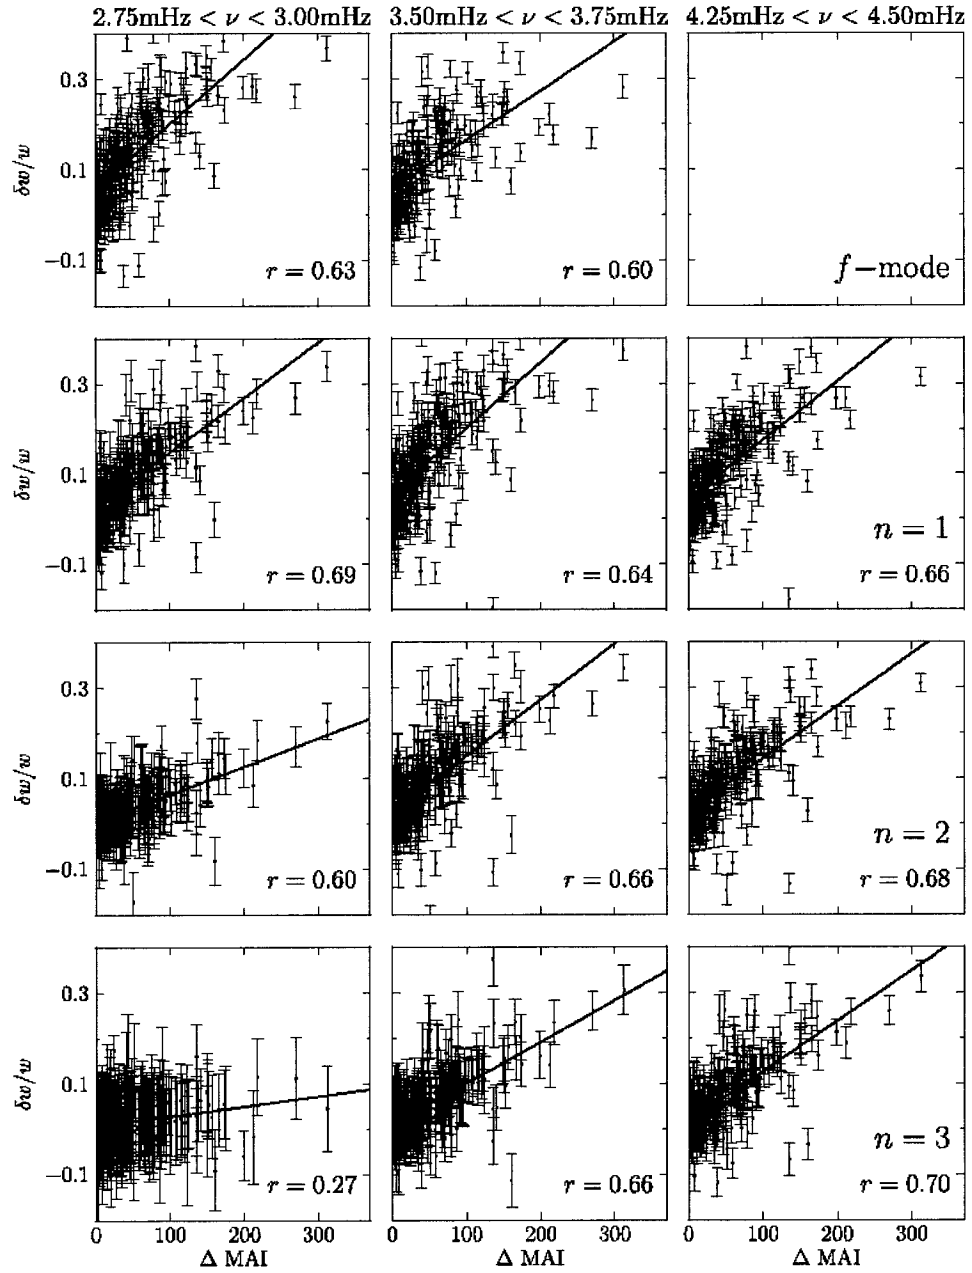 2.75mHz < ν < 3.00mHz 3.50mHz < ν < 3.75mHz 4.25mHz < ν < 4.50mHz
0.3
0.1
−0.1
δw/w
r = 0.63
r = 0.60
f−mode
0.3
0.1
−0.1
δw/w
r = 0.69
r = 0.64
n = 1
r = 0.66
0.3
0.1
−0.1
δw/w
r = 0.60
r = 0.66
n = 2
r = 0.68
0.3
0.1
−0.1
δw/w
r = 0.27
r = 0.66
n = 3
r = 0.70
0 100 200 300 0 100 200 300 0 100 200 300
Δ MAI Δ MAI Δ MAI